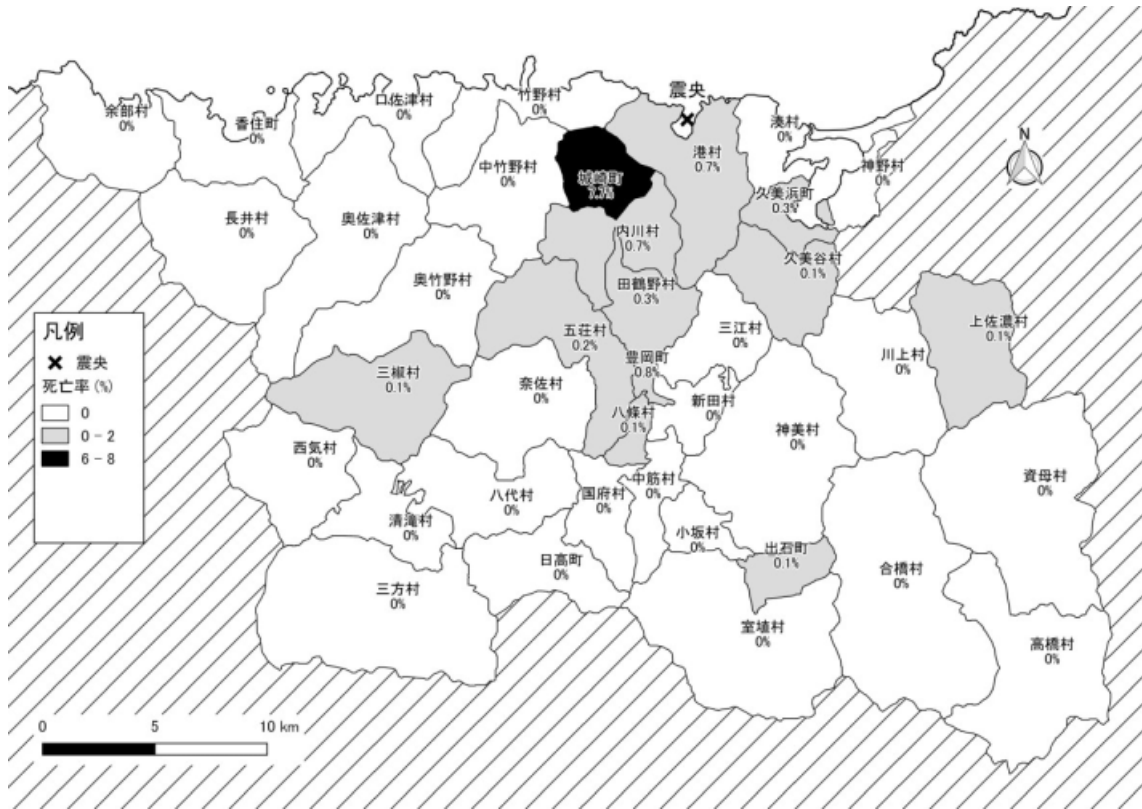 余部村
0%
香住町
0%
口佐津村
0%
竹野村
0%
震央
湊村
0%
神野村
0%
中竹野村
0%
城崎町
7.7%
港村
0.7%
久美浜町
0.3%
長井村
0%
奥佐津村
0%
内川村
0.7%
久美谷村
0.1%
奥竹野村
0%
田鶴野村
0.3%
上佐濃村
0.1%
五荘村
0.2%
三江村
0%
川上村
0%
三椒村
0.1%
奈佐村
0%
豊岡町
0.8%
新田村
0%
八條村
0.1%
神美村
0%
西気村
0%
清滝村
0%
八代村
0%
国府村
0%
中筋村
0%
小坂村
0%
資母村
0%
三方村
0%
日高町
0%
出石町
0.1%
合橋村
0%
室埴村
0%
高橋村
0%
凡例
震央
死亡率(%)
0
0-2
6-8
N
0 5 10 km